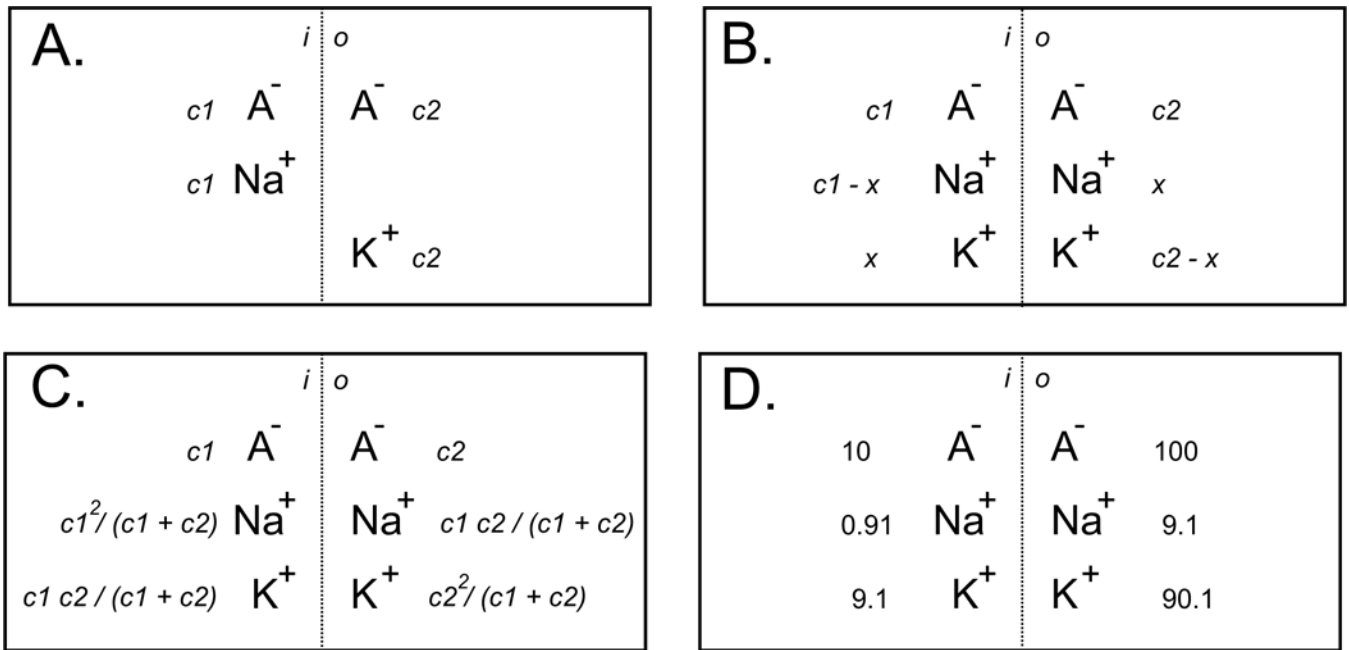 A.
i o
c1 A⁻ A⁻ c2
c1 Na⁺
K⁺ c2
B.
i o
c1 A⁻ A⁻ c2
c1 - x Na⁺ Na⁺ x
x K⁺ K⁺ c2 - x
C.
i o
c1 A⁻ A⁻ c2
c1²/ (c1 + c2) Na⁺ Na⁺ c1 c2 / (c1 + c2)
c1 c2 / (c1 + c2) K⁺ K⁺ c2²/ (c1 + c2)
D.
i o
10 A⁻ A⁻ 100
0.91 Na⁺ Na⁺ 9.1
9.1 K⁺ K⁺ 90.1